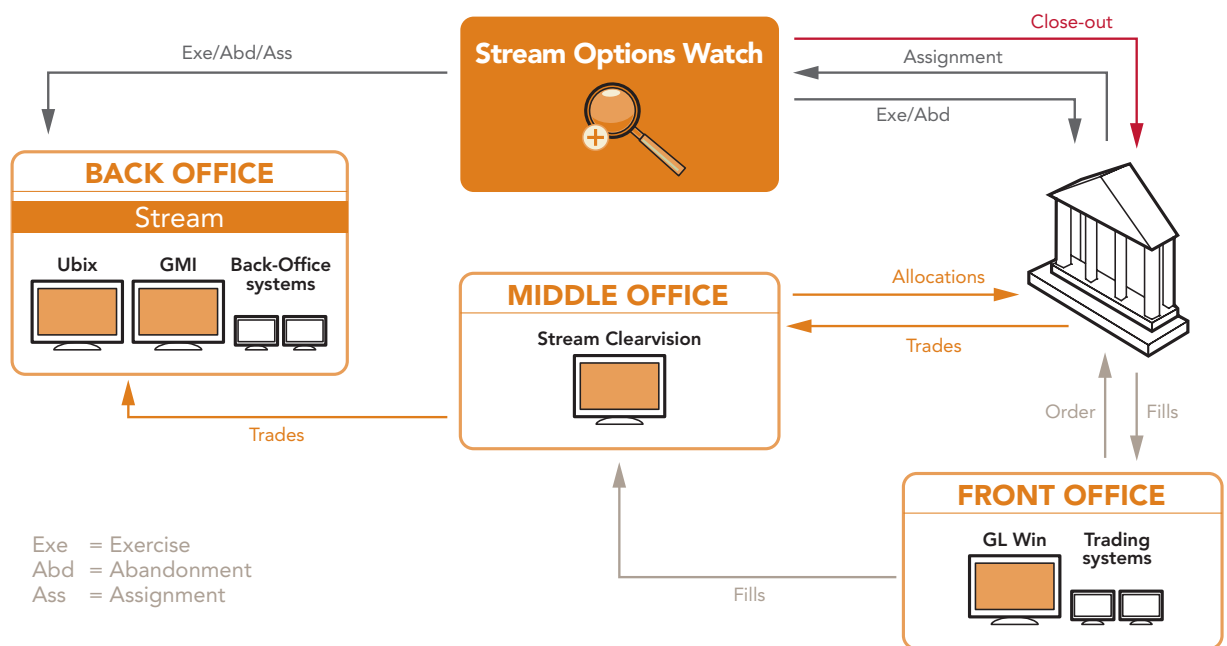 Close-out
Exe/Abd/Ass
Stream Options Watch
Assignment
Exe/Abd
BACK OFFICE
Stream
Ubix
GMI
Back-Office
systems
MIDDLE OFFICE
Stream Clearvision
Allocations
Trades
Trades
Order
Fills
FRONT OFFICE
GL Win
Trading
systems
Fills
Exe = Exercise
Abd = Abandonment
Ass = Assignment